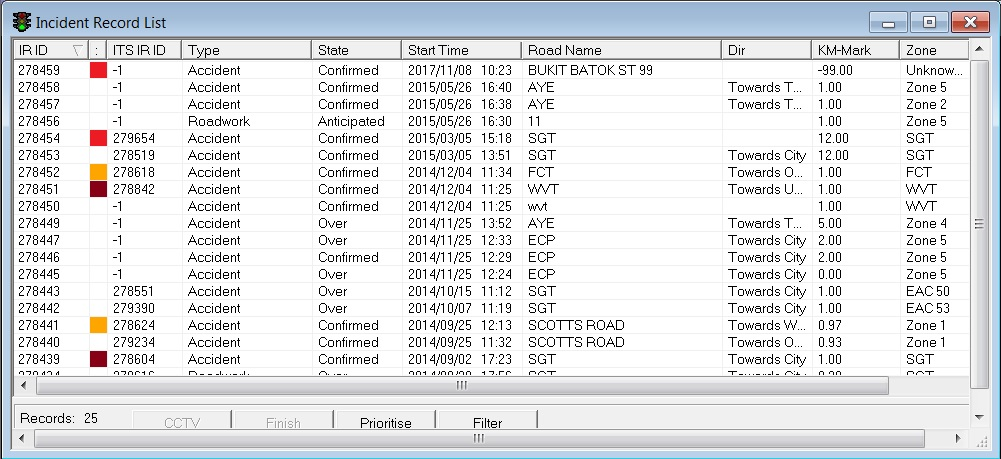 Incident Record List
IR ID : ITS IR ID Type State Start Time Road Name Dir KM-Mark Zone
278459 -1 Accident Confirmed 2017/11/08 10:23 BUKIT BATOK ST 99 -99.00 Unknow...
278458 -1 Accident Confirmed 2015/05/26 16:40 AYE Towards T... 1.00 Zone 5
278457 -1 Accident Confirmed 2015/05/26 16:38 AYE Towards T... 1.00 Zone 2
278456 -1 Roadwork Anticipated 2015/05/26 16:30 11 1.00 Zone 5
278454 279654 Accident Confirmed 2015/03/05 15:18 SGT 12.00 SGT
278453 278519 Accident Confirmed 2015/03/05 13:51 SGT Towards City 12.00 SGT
278452 278618 Accident Confirmed 2014/12/04 11:34 FCT Towards O... 1.00 FCT
278451 278842 Accident Confirmed 2014/12/04 11:25 WVT Towards U... 1.00 WVT
278450 -1 Accident Confirmed 2014/12/04 11:25 wvt 1.00 WVT
278449 -1 Accident Over 2014/11/25 13:52 AYE Towards T... 5.00 Zone 4
278447 -1 Accident Over 2014/11/25 12:33 ECP Towards City 2.00 Zone 5
278446 -1 Accident Confirmed 2014/11/25 12:29 ECP Towards City 2.00 Zone 5
278445 -1 Accident Over 2014/11/25 12:24 ECP Towards City 0.00 Zone 5
278443 278551 Accident Over 2014/10/15 11:12 SGT Towards City 1.00 EAC 50
278442 279390 Accident Over 2014/10/07 11:19 SGT Towards City 1.00 EAC 53
278441 278624 Accident Confirmed 2014/09/25 12:13 SCOTTS ROAD Towards W... 0.97 Zone 1
278440 279234 Accident Confirmed 2014/09/25 11:32 SCOTTS ROAD Towards O... 0.93 Zone 1
278439 278604 Accident Confirmed 2014/09/02 17:23 SGT Towards City 1.00 SGT
Roadwork Over SGT Towards City SGT
Records: 25 CCTV Finish Prioritise Filter